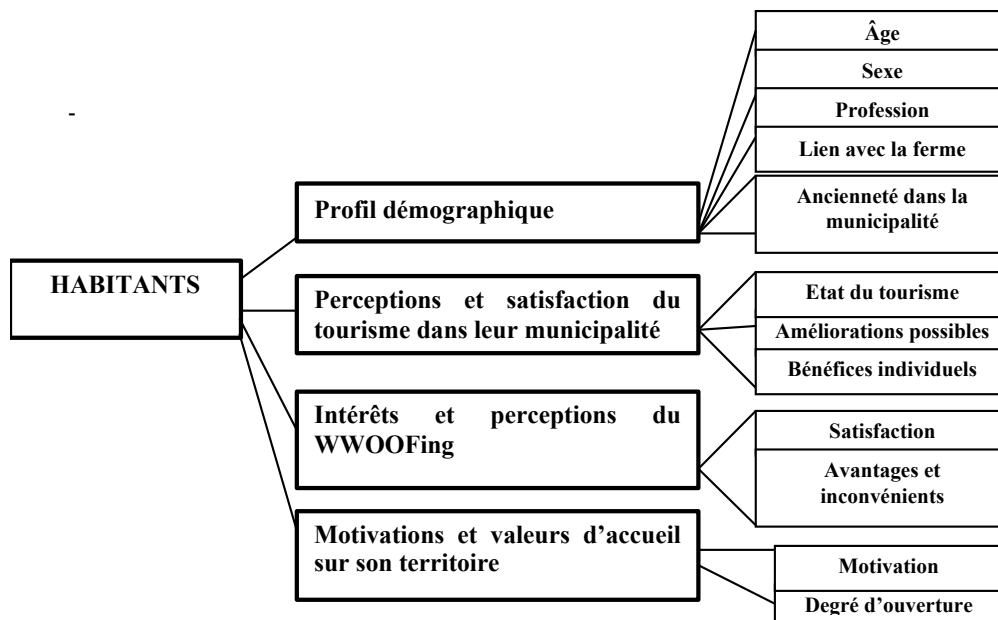 -
HABITANTS
Profil démographique
Âge
Sexe
Profession
Lien avec la ferme
Ancienneté dans la
municipalité
Perceptions et satisfaction du
tourisme dans leur municipalité
Etat du tourisme
Améliorations possibles
Bénéfices individuels
Intérêts et perceptions du
WWOOFing
Satisfaction
Avantages et
inconvénients
Motivations et valeurs d’accueil
sur son territoire
Motivation
Degré d’ouverture